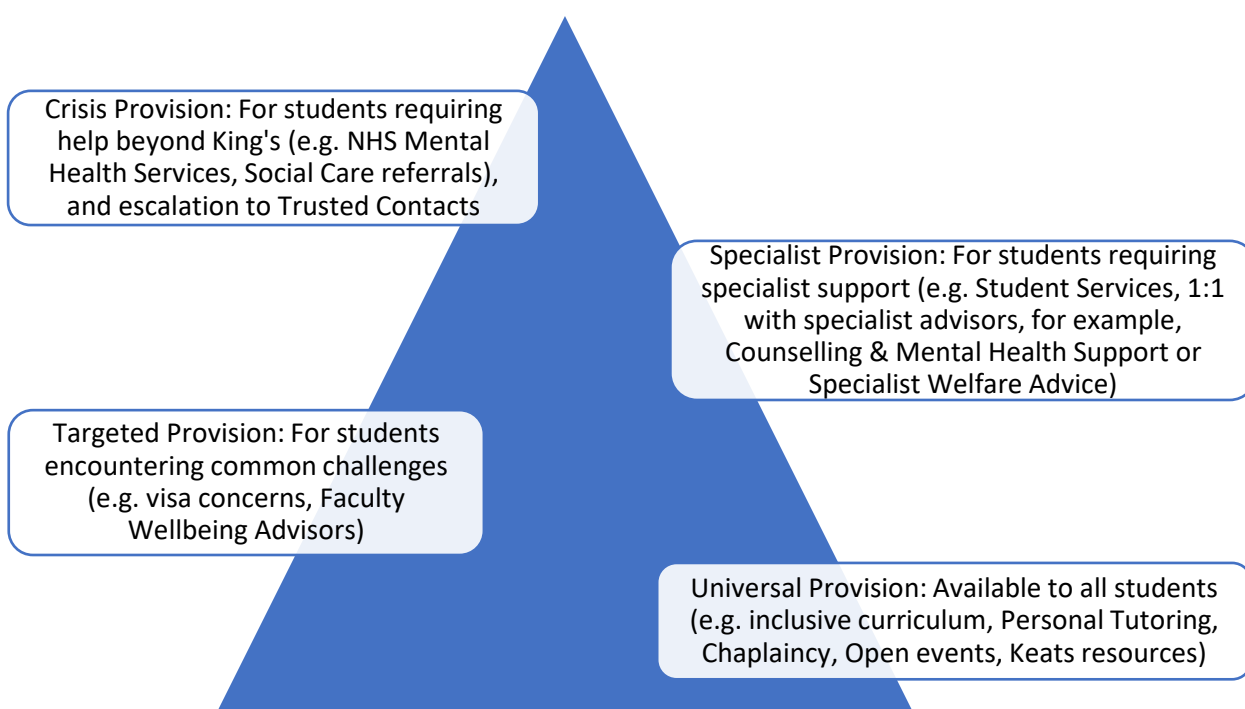 Crisis Provision: For students requiring
help beyond King's (e.g. NHS Mental
Health Services, Social Care referrals),
and escalation to Trusted Contacts
Specialist Provision: For students requiring
specialist support (e.g. Student Services, 1:1
with specialist advisors, for example,
Counselling & Mental Health Support or
Specialist Welfare Advice)
Targeted Provision: For students
encountering common challenges
(e.g. visa concerns, Faculty
Wellbeing Advisors)
Universal Provision: Available to all students
(e.g. inclusive curriculum, Personal Tutoring,
Chaplaincy, Open events, Keats resources)